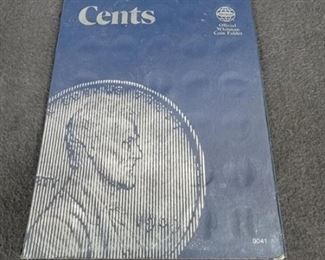 Cents
Official
Whitman
Coin Folder
9041